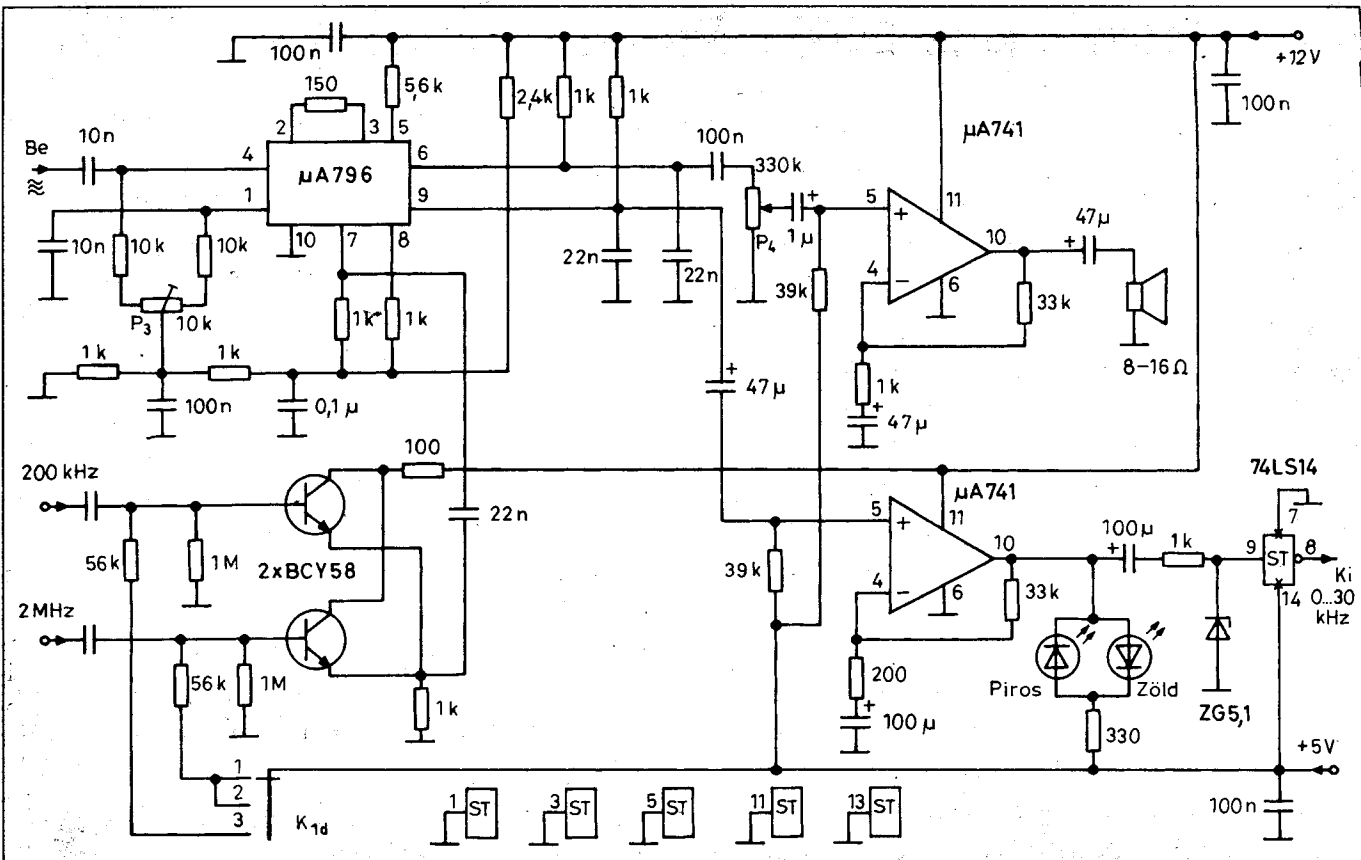 100n
+12V
100n
150
5,6k
2,4k
1k
1k
2
3
5
μA741
Be
10n
4
μA796
6
100n
330k
1
9
5
+
11
10n
10k
10k
10
7
8
22n
22n
P4
+
1μ
10
47μ
+
4
−
6
P3
10k
1k
1k
39k
33k
8-16Ω
1k
1k
+
47μ
1k
+
47μ
100n
0,1μ
200 kHz
100
74LS14
μA741
7
22n
5
+
11
100μ
+
1k
9
ST
8
Ki
0...30
kHz
56k
1M
2xBCY58
39k
10
14
2MHz
4
−
6
33k
56k
1M
200
Piros
Zöld
ZG5,1
1k
+
100μ
330
+5V
1
2
3
K1d
1
ST
3
ST
5
ST
11
ST
13
ST
100n